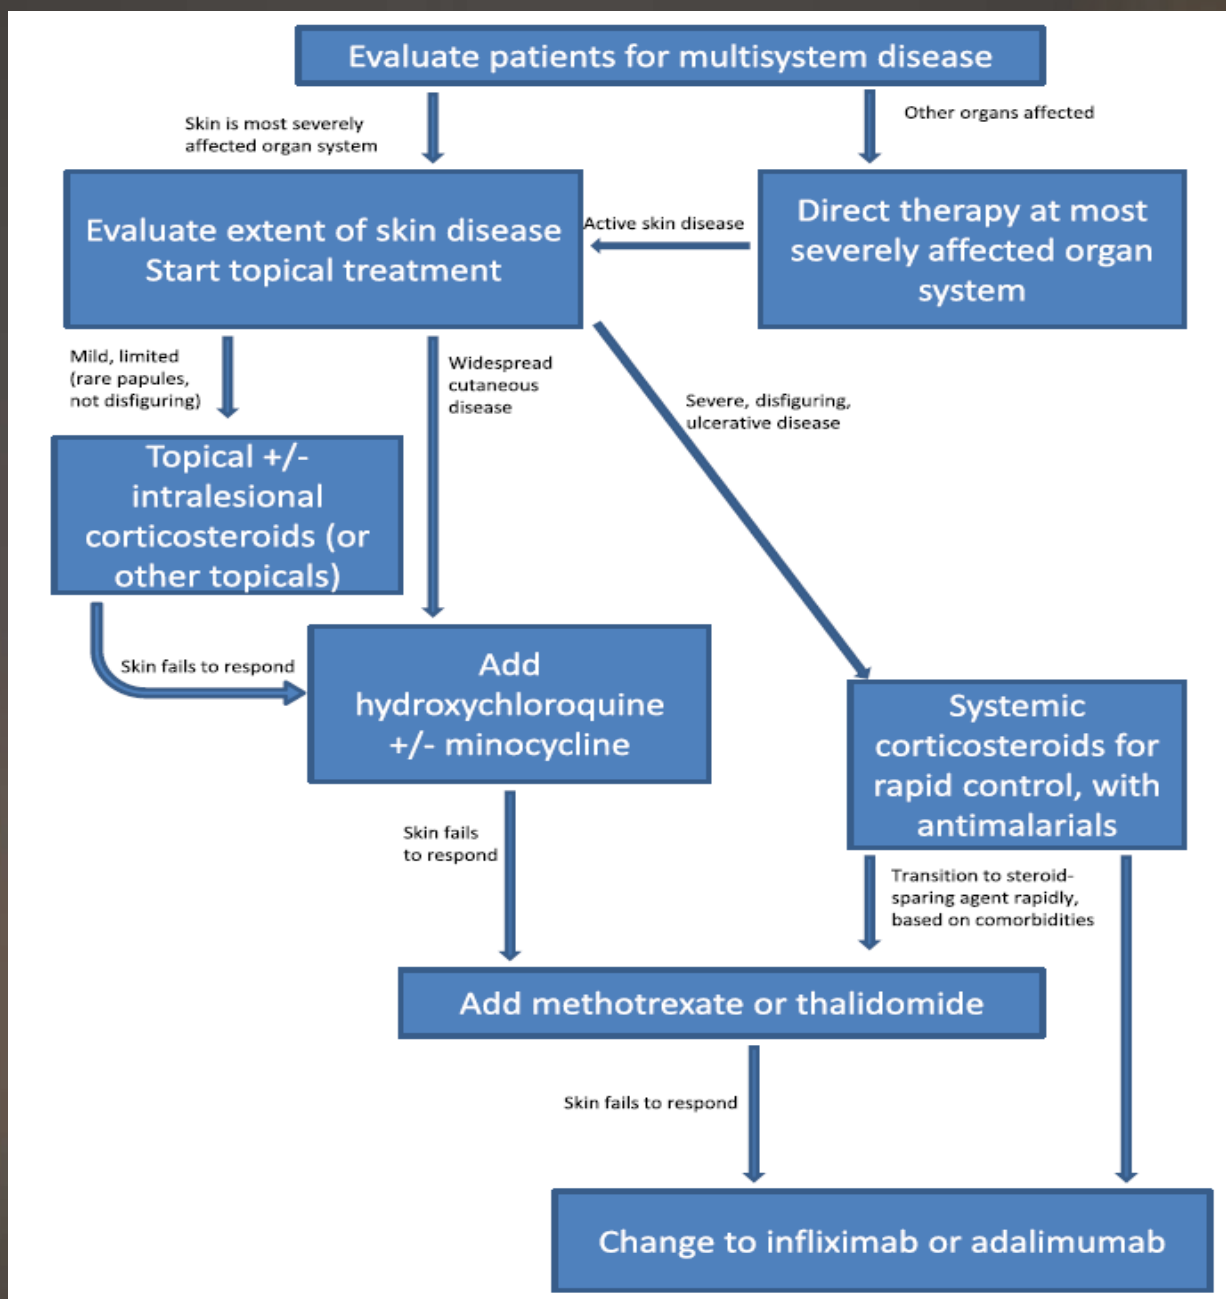 Evaluate patients for multisystem disease
Skin is most severely
affected organ system
Other organs affected
Evaluate extent of skin disease
Start topical treatment
Active skin disease
Direct therapy at most
severely affected organ
system
Mild, limited
(rare papules,
not disfiguring)
Widespread
cutaneous
disease
Severe, disfiguring,
ulcerative disease
Topical +/-
intralesional
corticosteroids (or
other topicals)
Skin fails to respond
Add
hydroxychloroquine
+/- minocycline
Systemic
corticosteroids for
rapid control, with
antimalarials
Skin fails
to respond
Transition to steroid-
sparing agent rapidly,
based on comorbidities
Add methotrexate or thalidomide
Skin fails to respond
Change to infliximab or adalimumab